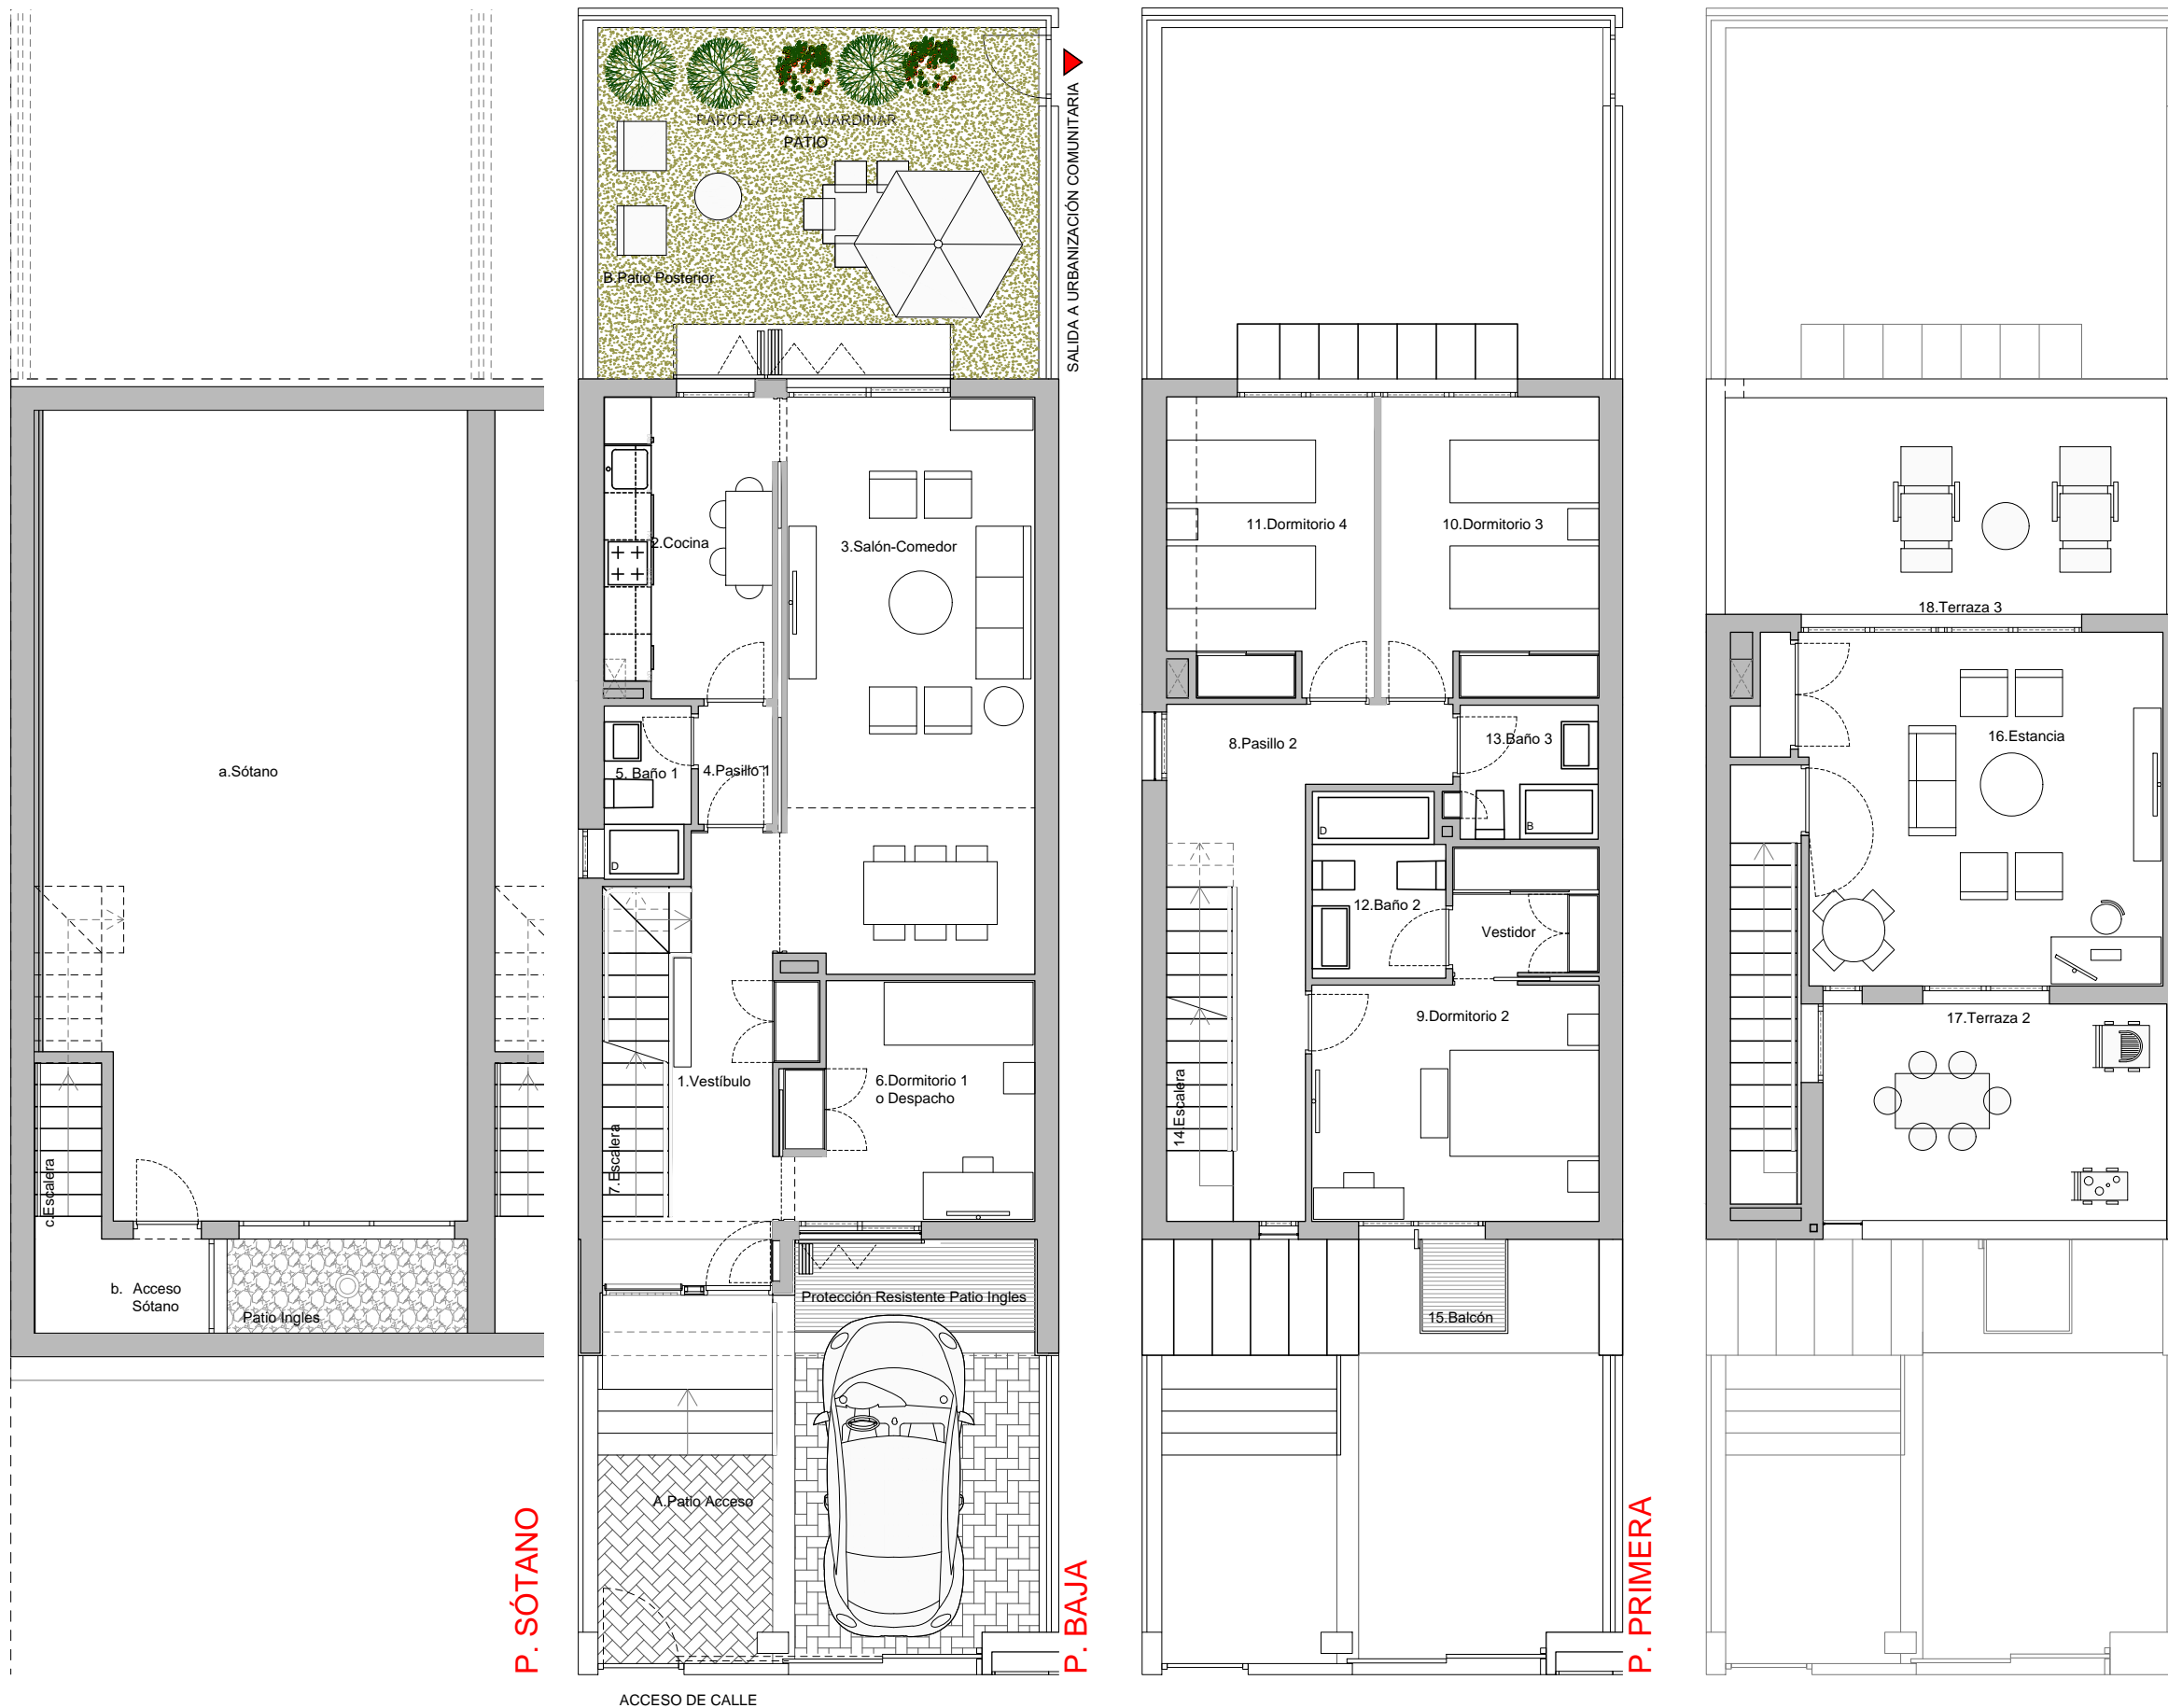 a.Sótano
c.Escalera
b. Acceso
Sótano
Patio Ingles
P. SÓTANO
PARCELA PARA AJARDINAR
PATIO
B.Patio Posterior
SALIDA A URBANIZACIÓN COMUNITARIA
2.Cocina
3.Salón-Comedor
5. Baño 1
4.Pasillo 1
D
1.Vestíbulo
6.Dormitorio 1
o Despacho
7.Escalera
Protección Resistente Patio Ingles
A.Patio Acceso
P. BAJA
ACCESO DE CALLE
11.Dormitorio 4
10.Dormitorio 3
8.Pasillo 2
13.Baño 3
D
B
12.Baño 2
Vestidor
9.Dormitorio 2
14.Escalera
15.Balcón
P. PRIMERA
18.Terraza 3
16.Estancia
17.Terraza 2